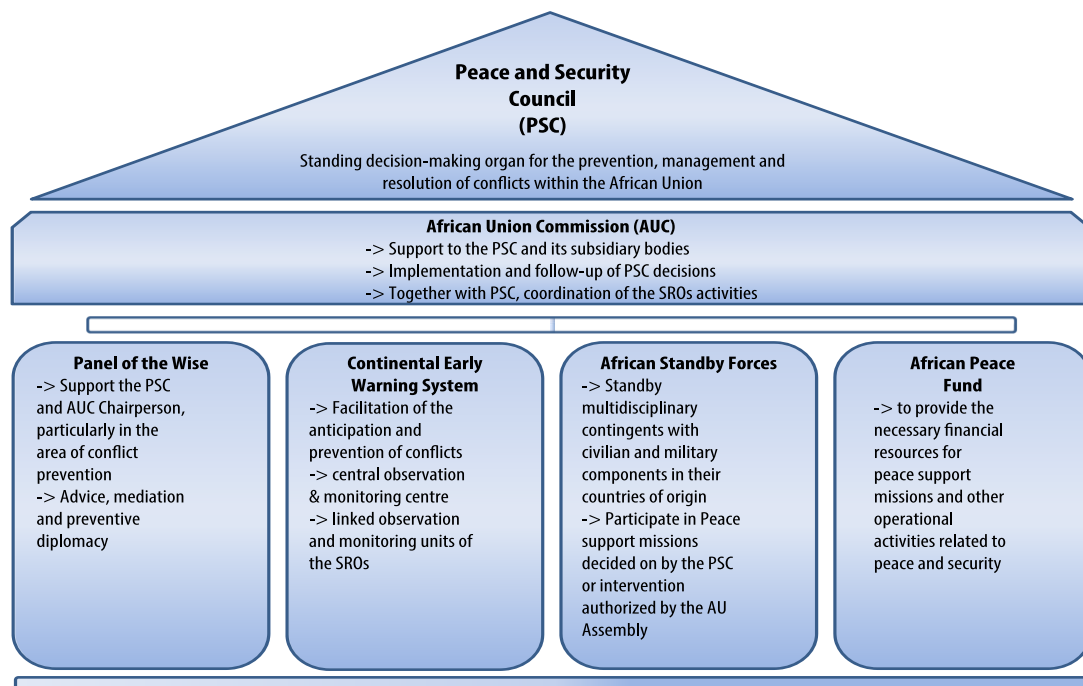 Peace and Security
Council
(PSC)
Standing decision-making organ for the prevention, management and
resolution of conflicts within the African Union
African Union Commission (AUC)
-> Support to the PSC and its subsidiary bodies
-> Implementation and follow-up of PSC decisions
-> Together with PSC, coordination of the SROs activities
Panel of the Wise
-> Support the PSC
and AUC Chairperson,
particularly in the
area of conflict
prevention
-> Advice, mediation
and preventive
diplomacy
Continental Early
Warning System
-> Facilitation of the
anticipation and
prevention of conflicts
-> central observation
& monitoring centre
-> linked observation
and monitoring units of
the SROs
African Standby Forces
-> Standby
multidisciplinary
contingents with
civilian and military
components in their
countries of origin
-> Participate in Peace
support missions
decided on by the PSC
or intervention
authorized by the AU
Assembly
African Peace
Fund
-> to provide the
necessary financial
resources for
peace support
missions and other
operational
activities related to
peace and security